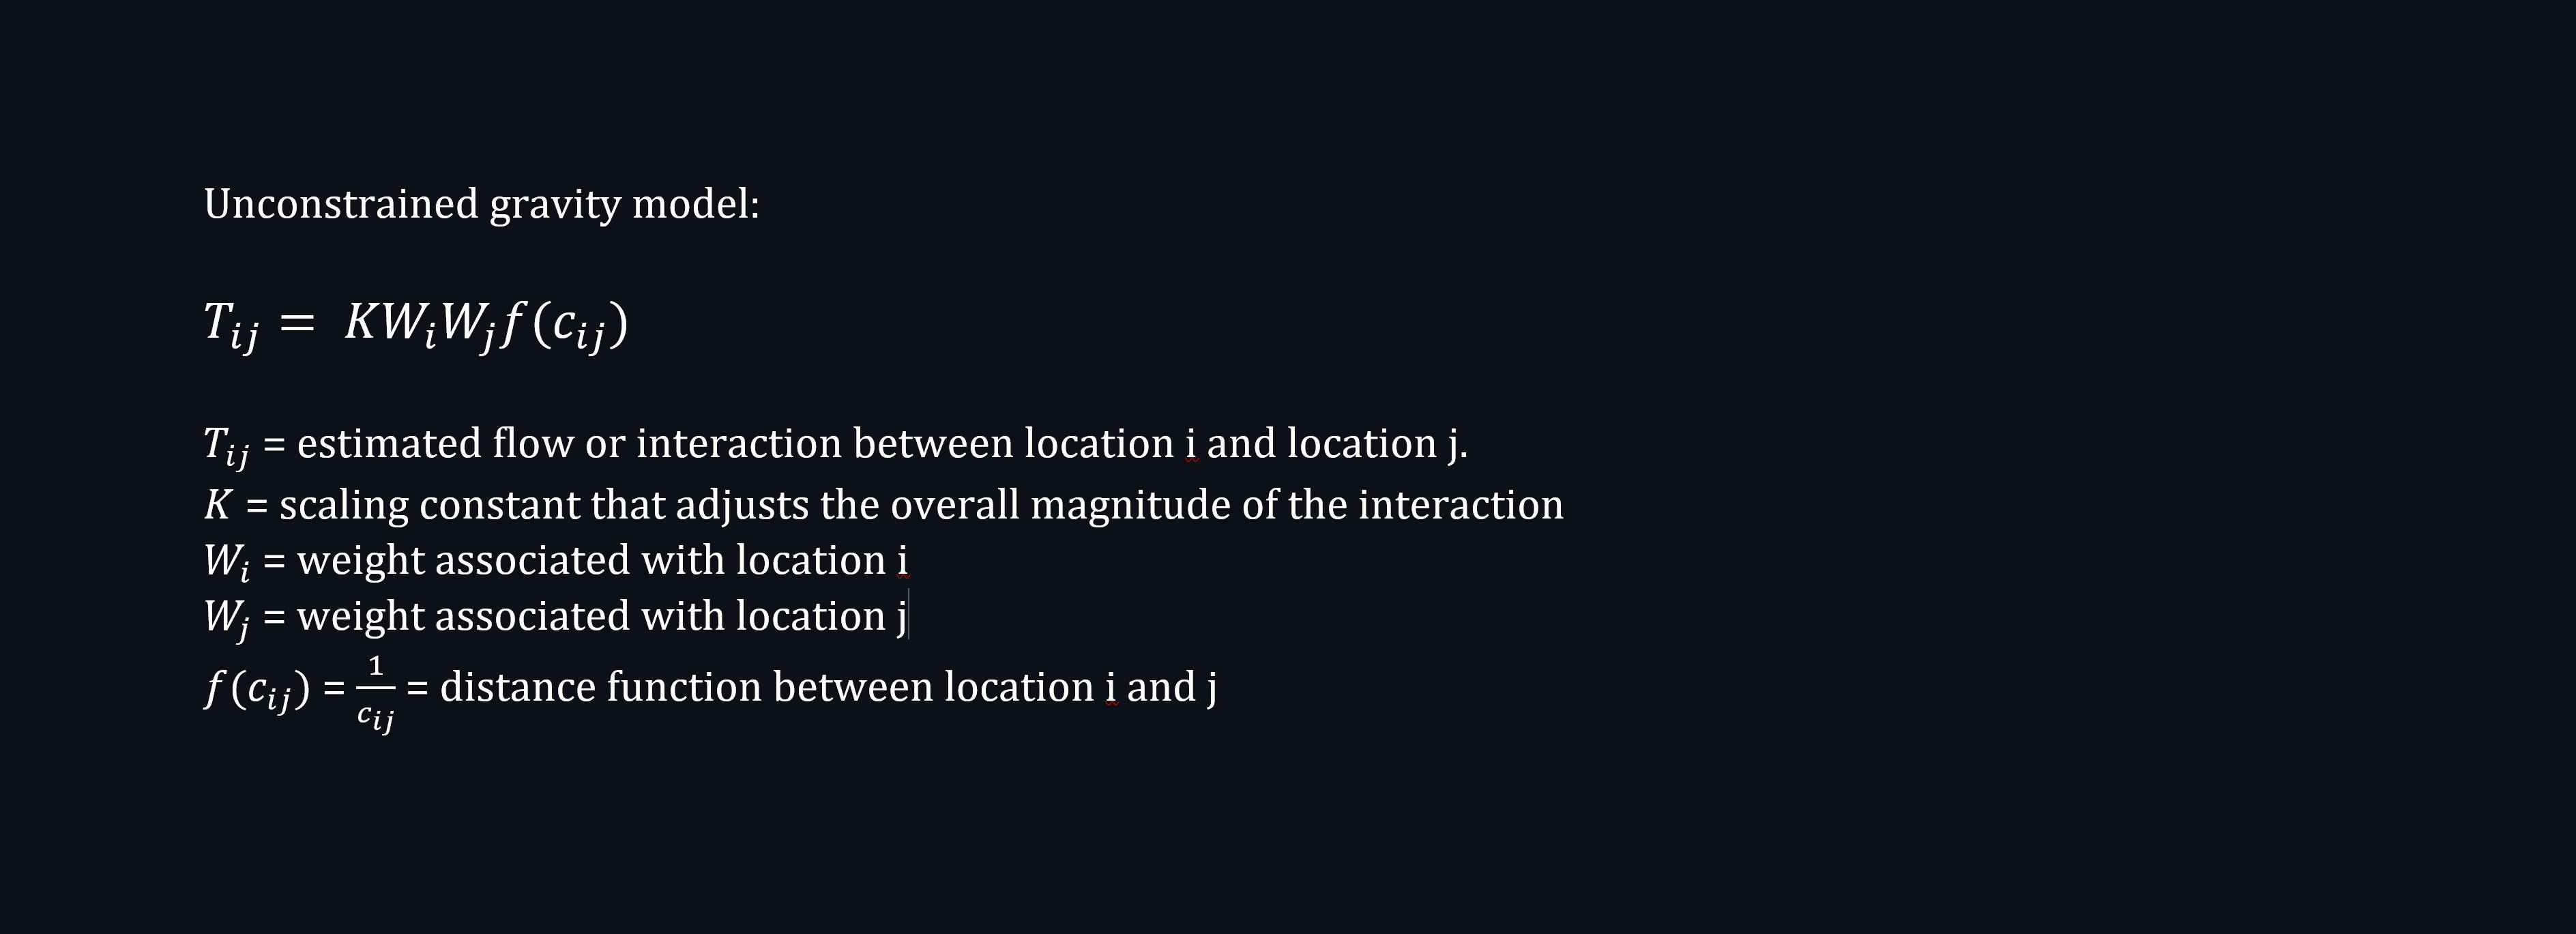 Unconstrained gravity model:
T_{ij} = KW_iW_jf(c_{ij})
T_{ij} = estimated flow or interaction between location i and location j.
K = scaling constant that adjusts the overall magnitude of the interaction
W_i = weight associated with location i
W_j = weight associated with location j
f(c_{ij}) = \frac{1}{c_{ij}} = distance function between location i and j